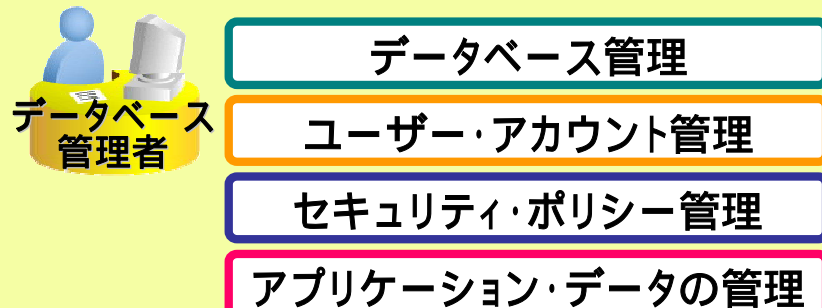 データベース
管理者
データベース管理
ユーザー・アカウント管理
セキュリティ・ポリシー管理
アプリケーション・データの管理